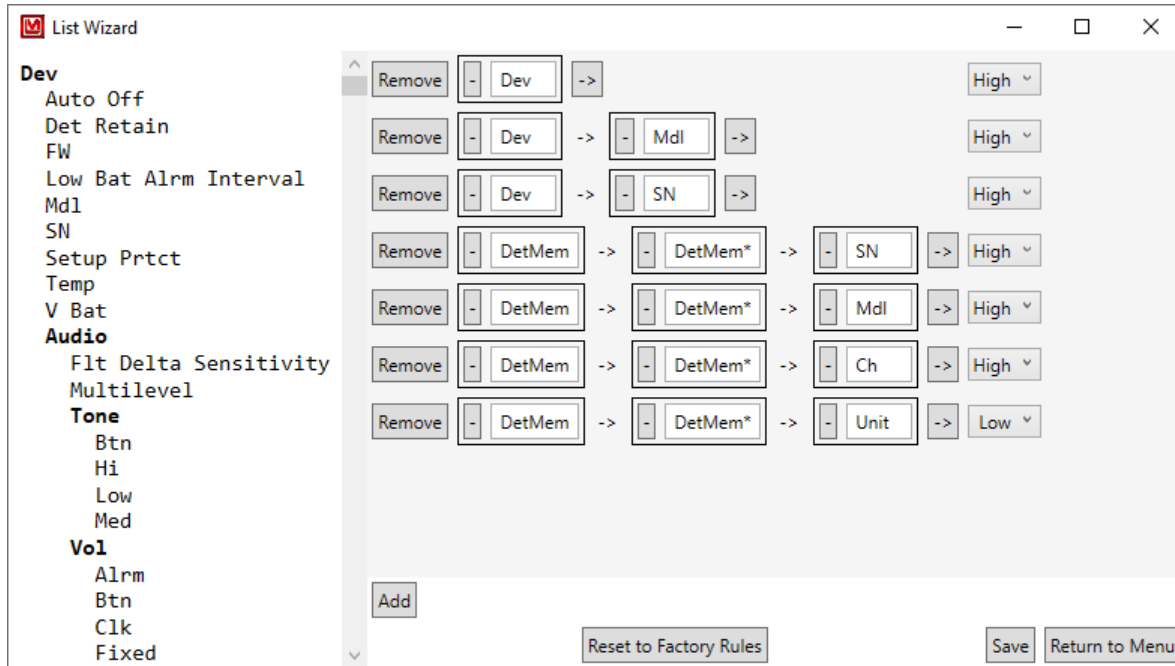 List Wizard
Dev
Auto Off
Det Retain
FW
Low Bat Alrm Interval
Mdl
SN
Setup Prtct
Temp
V Bat
Audio
Flt Delta Sensitivity
Multilevel
Tone
Btn
Hi
Low
Med
Vol
Alrm
Btn
Clk
Fixed
Remove - Dev -> High
Remove - Dev -> - Mdl -> High
Remove - Dev -> - SN -> High
Remove - DetMem -> - DetMem* -> - SN -> High
Remove - DetMem -> - DetMem* -> - Mdl -> High
Remove - DetMem -> - DetMem* -> - Ch -> High
Remove - DetMem -> - DetMem* -> - Unit -> Low
Add
Reset to Factory Rules Save Return to Menu